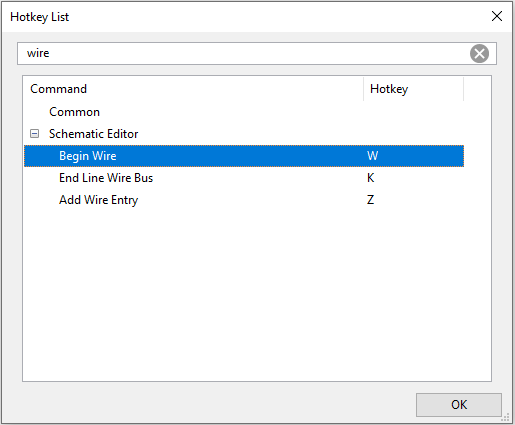 Hotkey List
wire
Command Hotkey
Common
Schematic Editor
Begin Wire W
End Line Wire Bus K
Add Wire Entry Z
OK